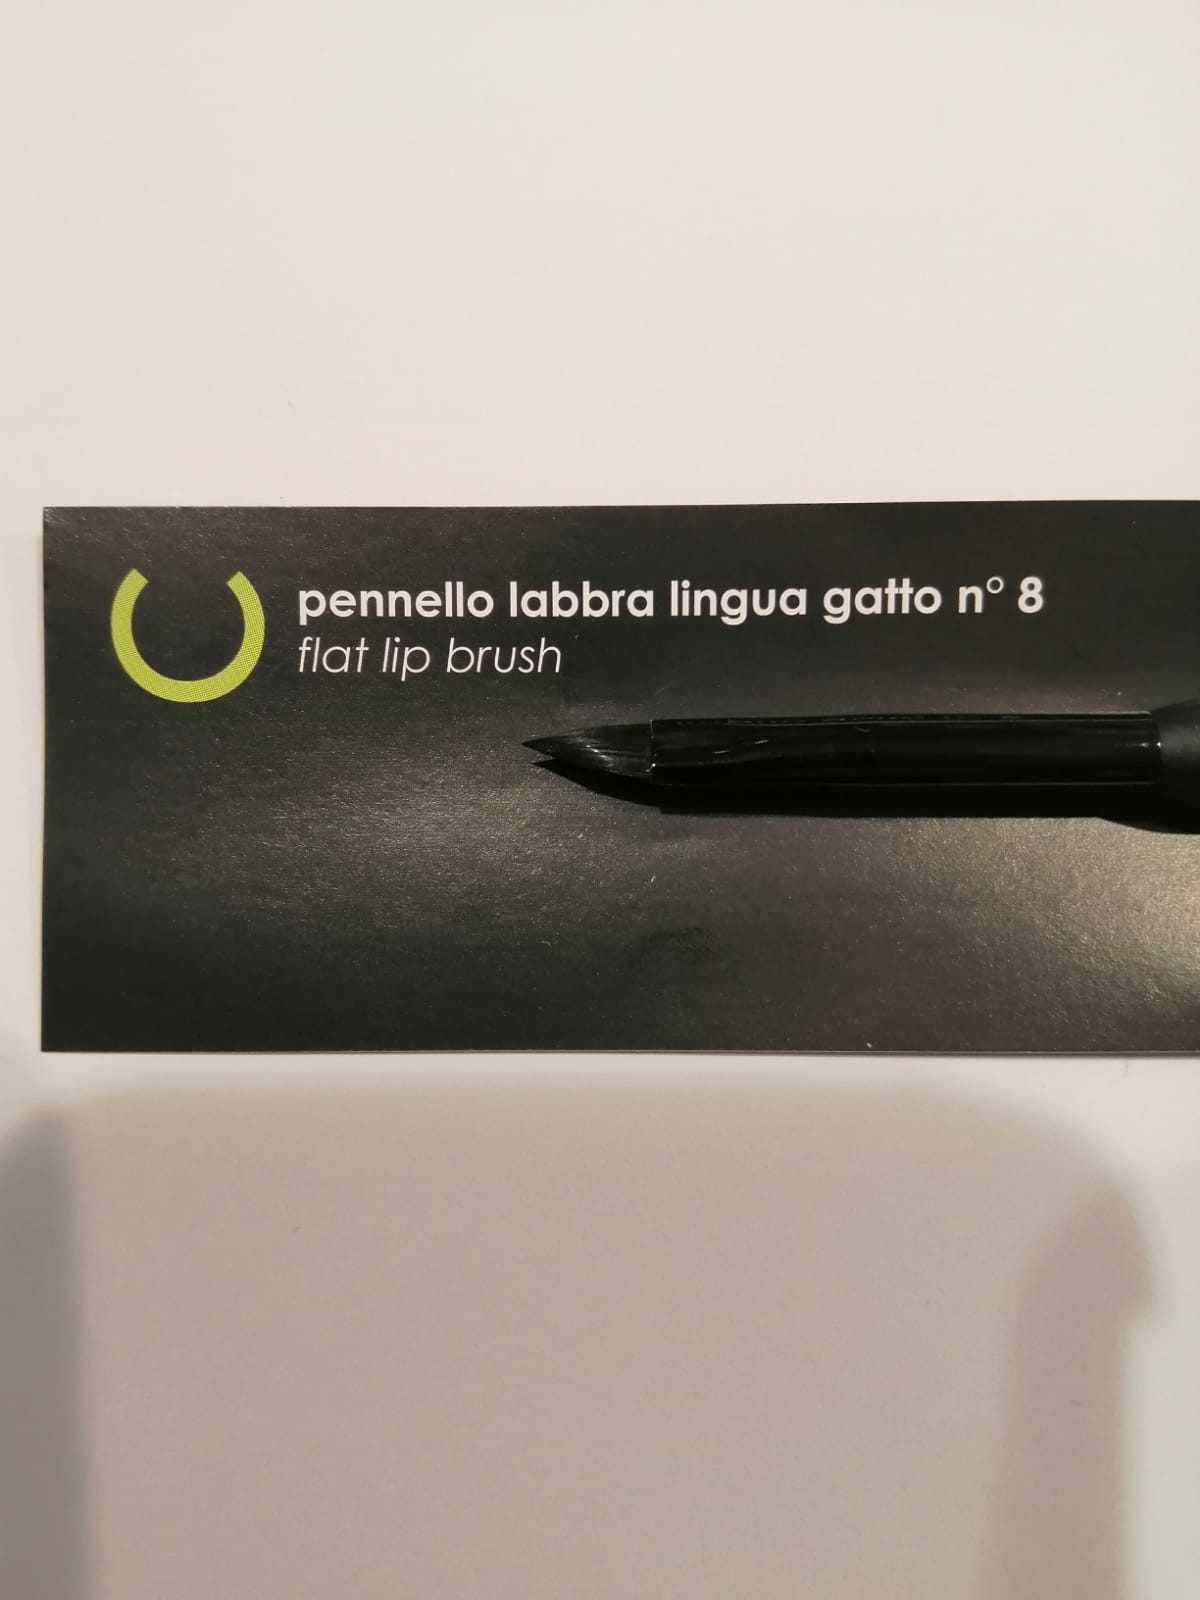 pennello labbra lingua gatto n° 8
flat lip brush